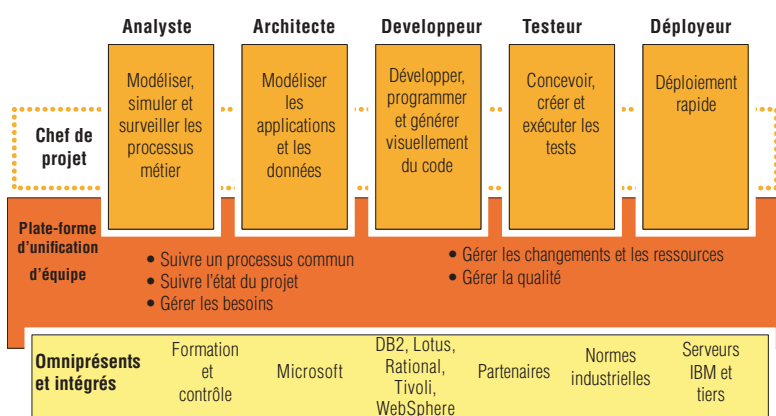 Analyste
Architecte
Developpeur
Testeur
Déployeur
Modéliser,
simuler et
surveiller les
processus
métier
Modéliser
les
applications
et les
données
Développer,
programmer
et générer
visuellement
du code
Concevoir,
créer et
exécuter les
tests
Déploiement
rapide
Chef de
projet
Plate-forme
d'unification
d'équipe
• Suivre un processus commun
• Suivre l'état du projet
• Gérer les besoins
• Gérer les changements et les ressources
• Gérer la qualité
Omniprésents
et intégrés
Formation
et
contrôle
Microsoft
DB2, Lotus,
Rational,
Tivoli,
WebSphere
Partenaires
Normes
industrielles
Serveurs
IBM et
tiers